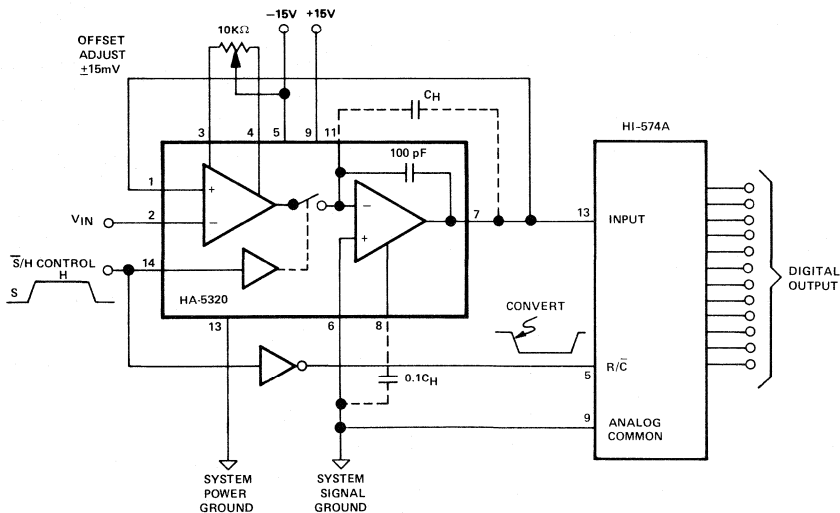 −15V +15V
10KΩ
OFFSET
ADJUST
±15mV
CH
HI-574A
3 4 5 9 11
100 pF
1
+
−
7
13
INPUT
VIN
2
−
+
S̅/H CONTROL
H
S
14
HA-5320
DIGITAL
OUTPUT
13 6 8
CONVERT
0.1CH
R/C̅
5
9
ANALOG
COMMON
SYSTEM
POWER
GROUND
SYSTEM
SIGNAL
GROUND